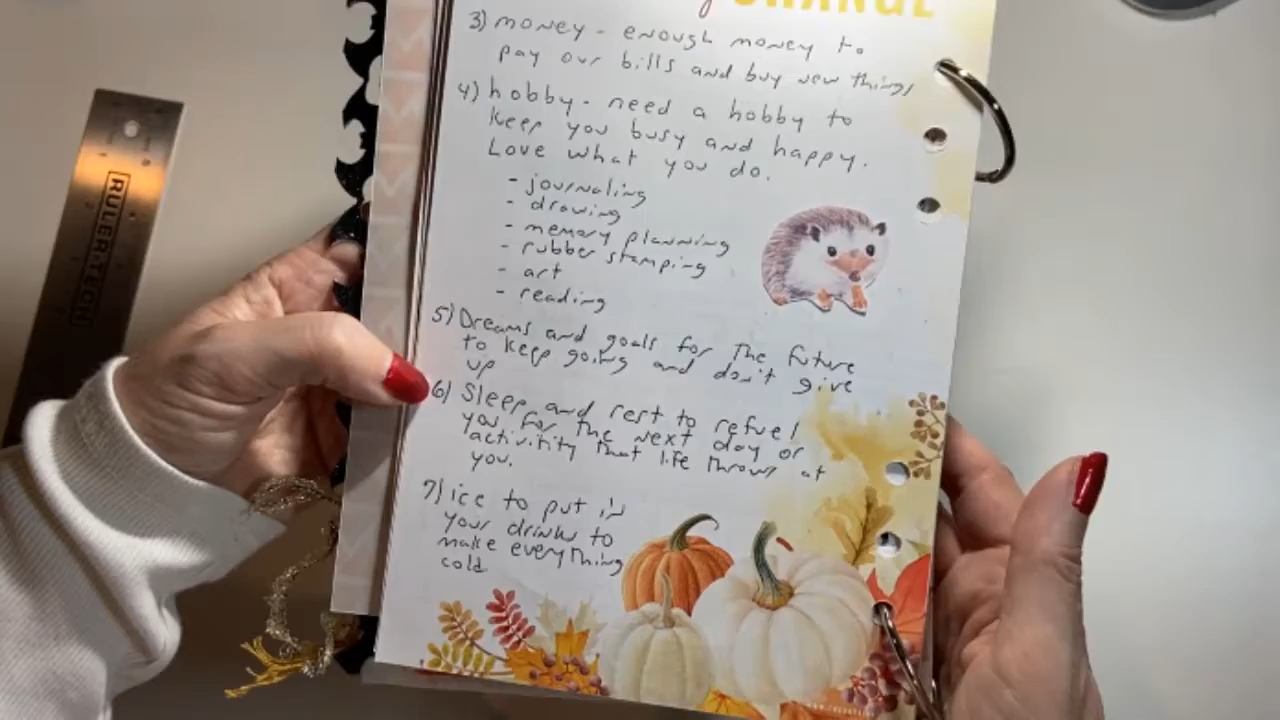 CHANGE
3) money - enough money to
pay our bills and buy new things
4) hobby - need a hobby to
keep you busy and happy.
Love what you do.
- journaling
- drawing
- memory planning
- rubber stamping
- art
- reading
5) Dreams and goals for the future
to keep going and don't give
up
6) Sleep and rest to refuel
you for the next day or
activitity that life throws at
you.
7) ice to put in
your drinks to
make everything
cold
RULER-TECH